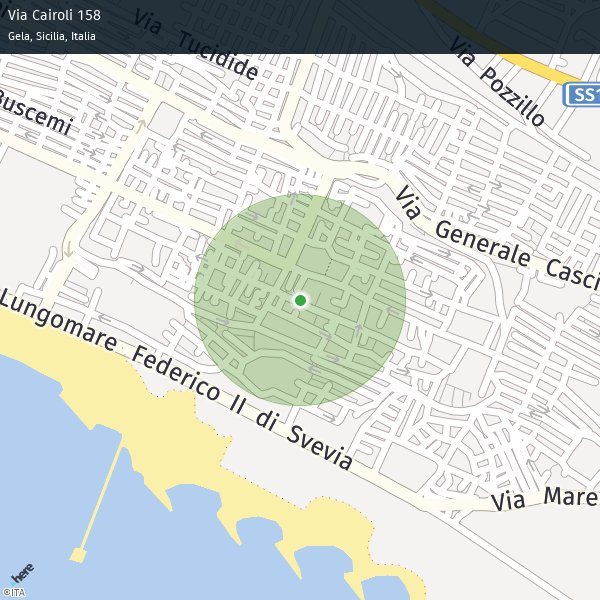 Via Cairoli 158
Gela, Sicilia, Italia
Via Tucidide
Via Pozzillo
SS1
Buscemi
Via Generale Casci
Lungomare Federico II di Svevia
Via Mare
here
©ITA